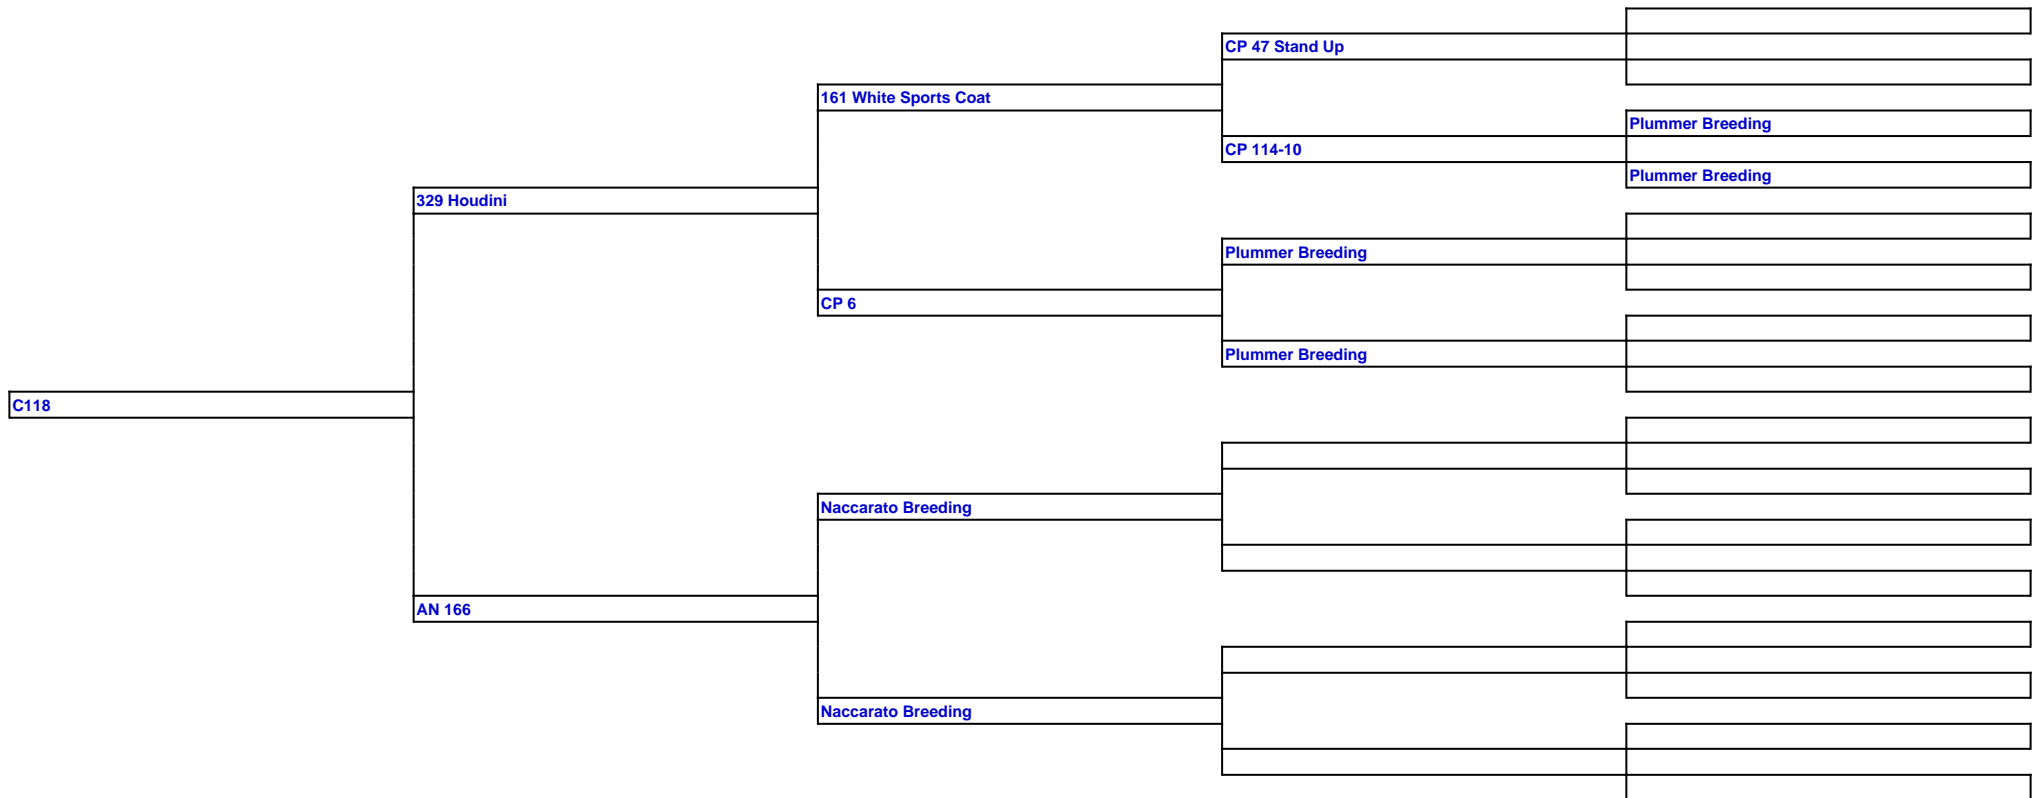 CP 47 Stand Up
161 White Sports Coat
Plummer Breeding
CP 114-10
Plummer Breeding
329 Houdini
Plummer Breeding
CP 6
Plummer Breeding
C118
Naccarato Breeding
AN 166
Naccarato Breeding